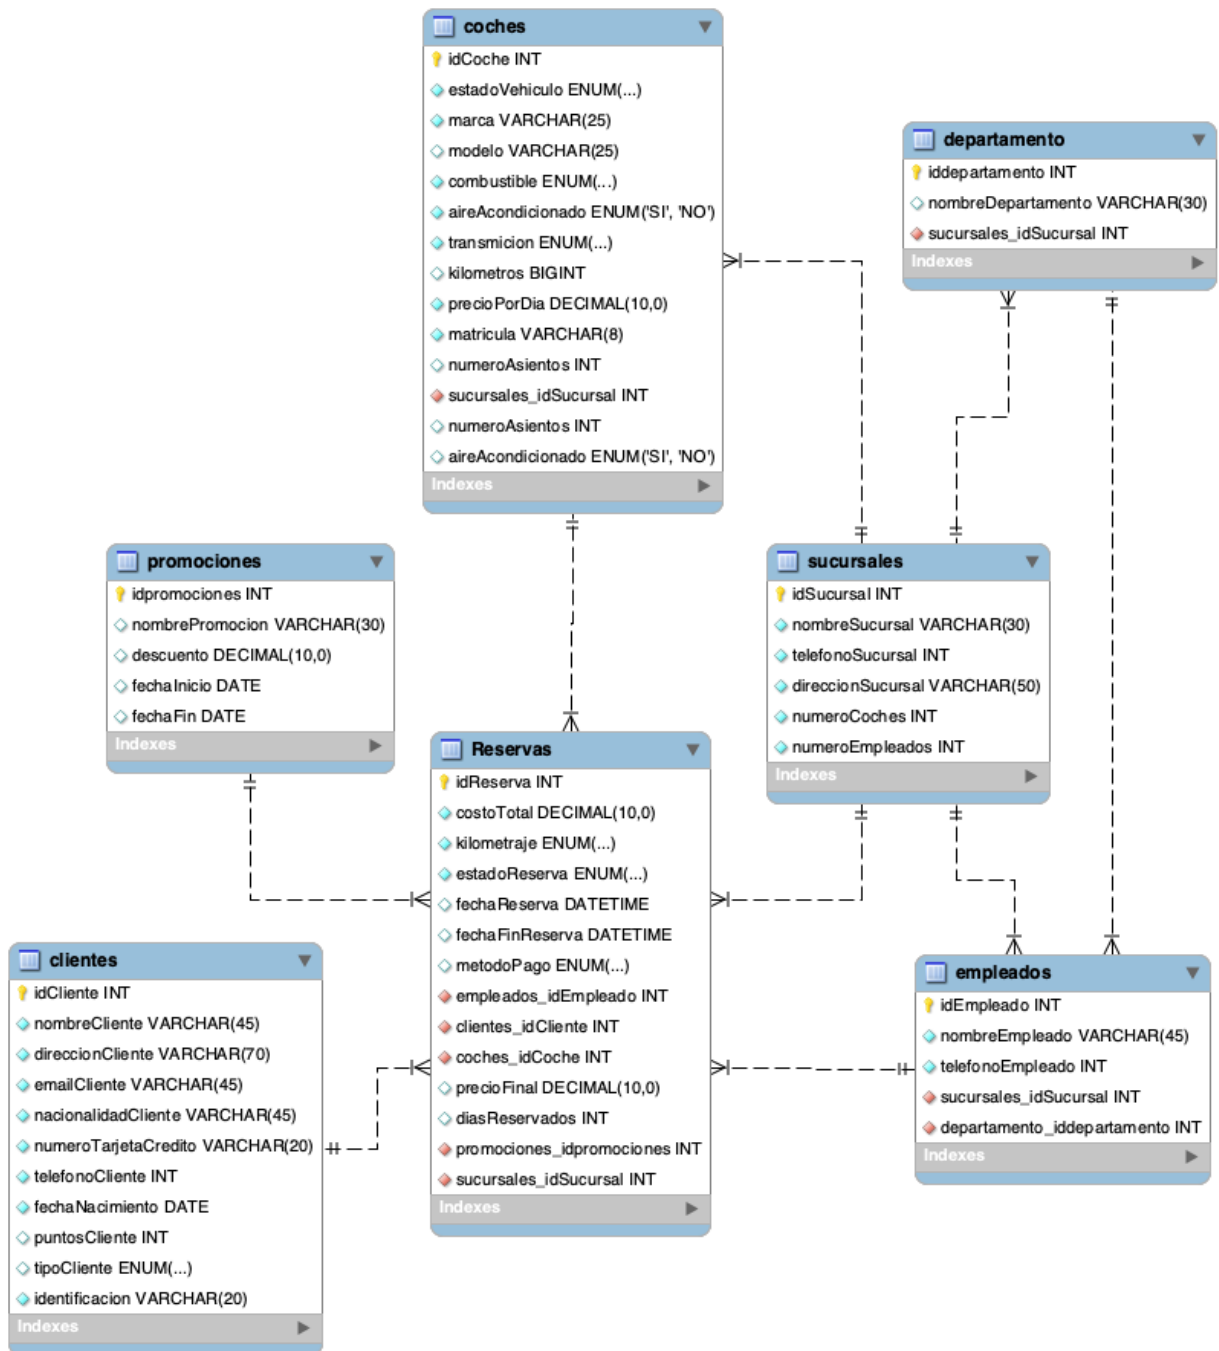 coches
idCoche INT
estadoVehiculo ENUM(...)
marca VARCHAR(25)
modelo VARCHAR(25)
combustible ENUM(...)
aireAcondicionado ENUM('SI', 'NO')
transmicion ENUM(...)
kilometros BIGINT
precioPorDia DECIMAL(10,0)
matricula VARCHAR(8)
numeroAsientos INT
sucursales_idSucursal INT
numeroAsientos INT
aireAcondicionado ENUM('SI', 'NO')
Indexes
departamento
iddepartamento INT
nombreDepartamento VARCHAR(30)
sucursales_idSucursal INT
Indexes
promociones
idpromociones INT
nombrePromocion VARCHAR(30)
descuento DECIMAL(10,0)
fechaInicio DATE
fechaFin DATE
Indexes
sucursales
idSucursal INT
nombreSucursal VARCHAR(30)
telefonoSucursal INT
direccionSucursal VARCHAR(50)
numeroCoches INT
numeroEmpleados INT
Indexes
Reservas
idReserva INT
costoTotal DECIMAL(10,0)
kilometraje ENUM(...)
estadoReserva ENUM(...)
fechaReserva DATETIME
fechaFinReserva DATETIME
metodoPago ENUM(...)
empleados_idEmpleado INT
clientes_idCliente INT
coches_idCoche INT
precioFinal DECIMAL(10,0)
diasReservados INT
promociones_idpromociones INT
sucursales_idSucursal INT
Indexes
clientes
idCliente INT
nombreCliente VARCHAR(45)
direccionCliente VARCHAR(70)
emailCliente VARCHAR(45)
nacionalidadCliente VARCHAR(45)
numeroTarjetaCredito VARCHAR(20)
telefonoCliente INT
fechaNacimiento DATE
puntosCliente INT
tipoCliente ENUM(...)
identificacion VARCHAR(20)
Indexes
empleados
idEmpleado INT
nombreEmpleado VARCHAR(45)
telefonoEmpleado INT
sucursales_idSucursal INT
departamento_iddepartamento INT
Indexes